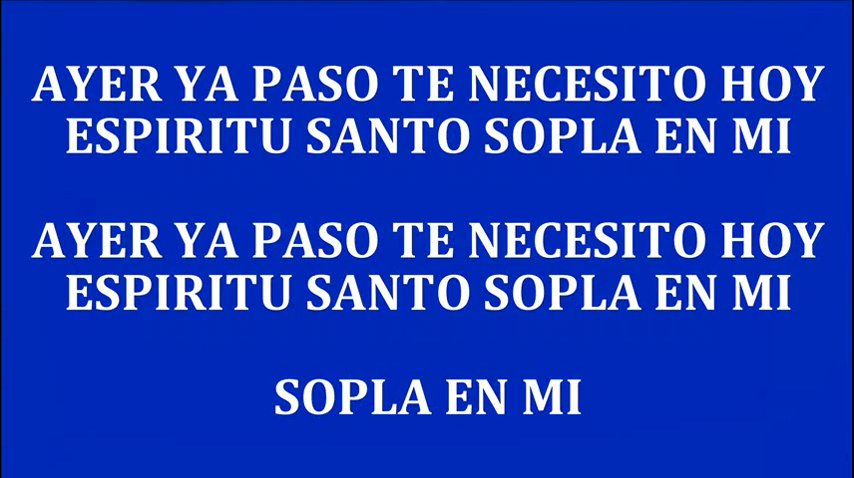 AYER YA PASO TE NECESITO HOY
ESPIRITU SANTO SOPLA EN MI
AYER YA PASO TE NECESITO HOY
ESPIRITU SANTO SOPLA EN MI
SOPLA EN MI